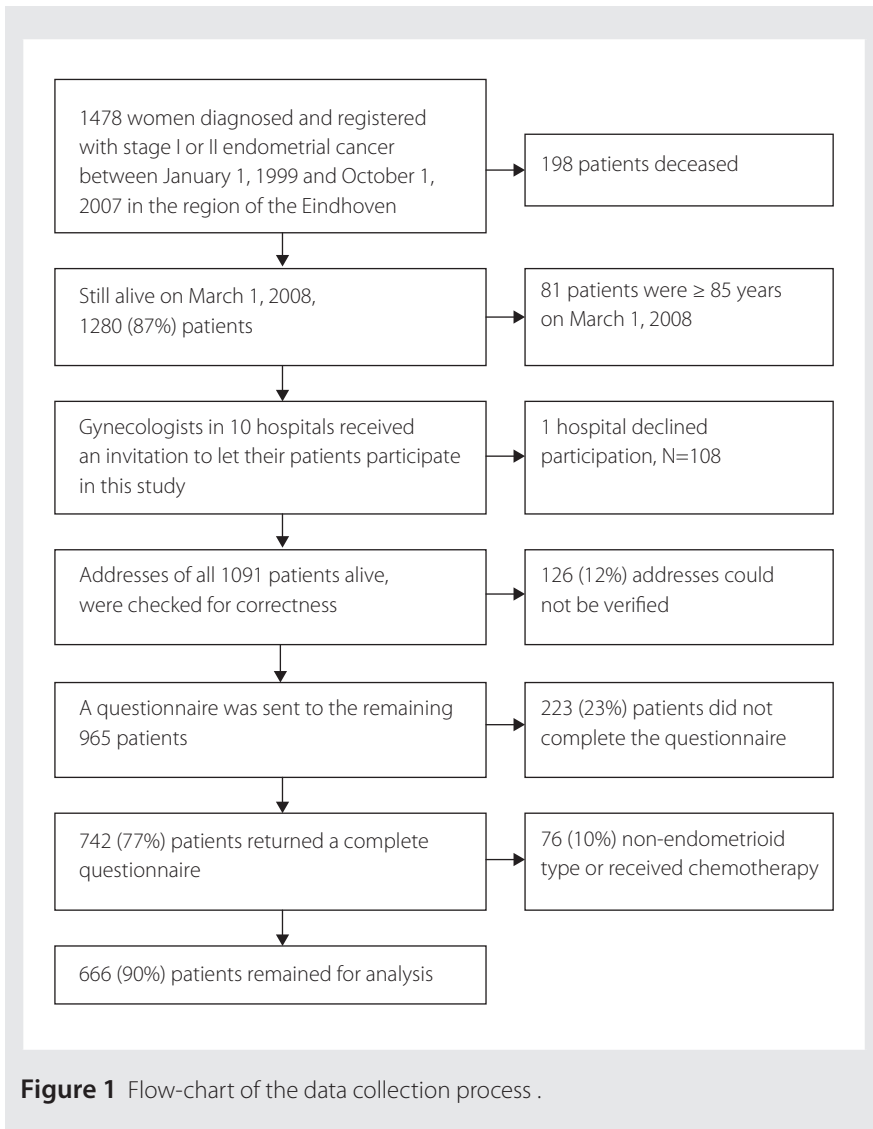 1478 women diagnosed and registered
with stage I or II endometrial cancer
between January 1, 1999 and October 1,
2007 in the region of the Eindhoven
198 patients deceased
Still alive on March 1, 2008,
1280 (87%) patients
81 patients were ≥ 85 years
on March 1, 2008
Gynecologists in 10 hospitals received
an invitation to let their patients participate
in this study
1 hospital declined
participation, N=108
Addresses of all 1091 patients alive,
were checked for correctness
126 (12%) addresses could
not be verified
A questionnaire was sent to the remaining
965 patients
223 (23%) patients did not
complete the questionnaire
742 (77%) patients returned a complete
questionnaire
76 (10%) non-endometrioid
type or received chemotherapy
666 (90%) patients remained for analysis
Figure 1 Flow-chart of the data collection process .